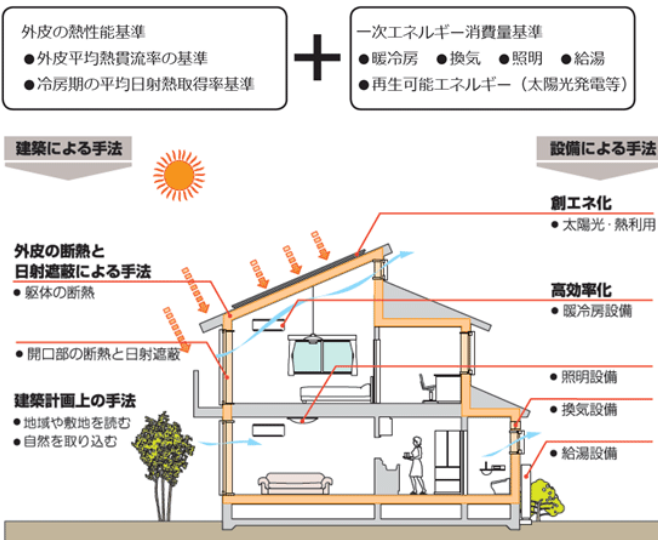 外皮の熱性能基準
●外皮平均熱貫流率の基準
●冷房期の平均日射熱取得率基準
+
一次エネルギー消費量基準
●暖冷房 ●換気 ●照明 ●給湯
●再生可能エネルギー（太陽光発電等）
建築による手法
設備による手法
外皮の断熱と
日射遮蔽による手法
●躯体の断熱
●開口部の断熱と日射遮蔽
建築計画上の手法
●地域や敷地を読む
●自然を取り込む
創エネ化
●太陽光・熱利用
高効率化
●暖冷房設備
●照明設備
●換気設備
●給湯設備